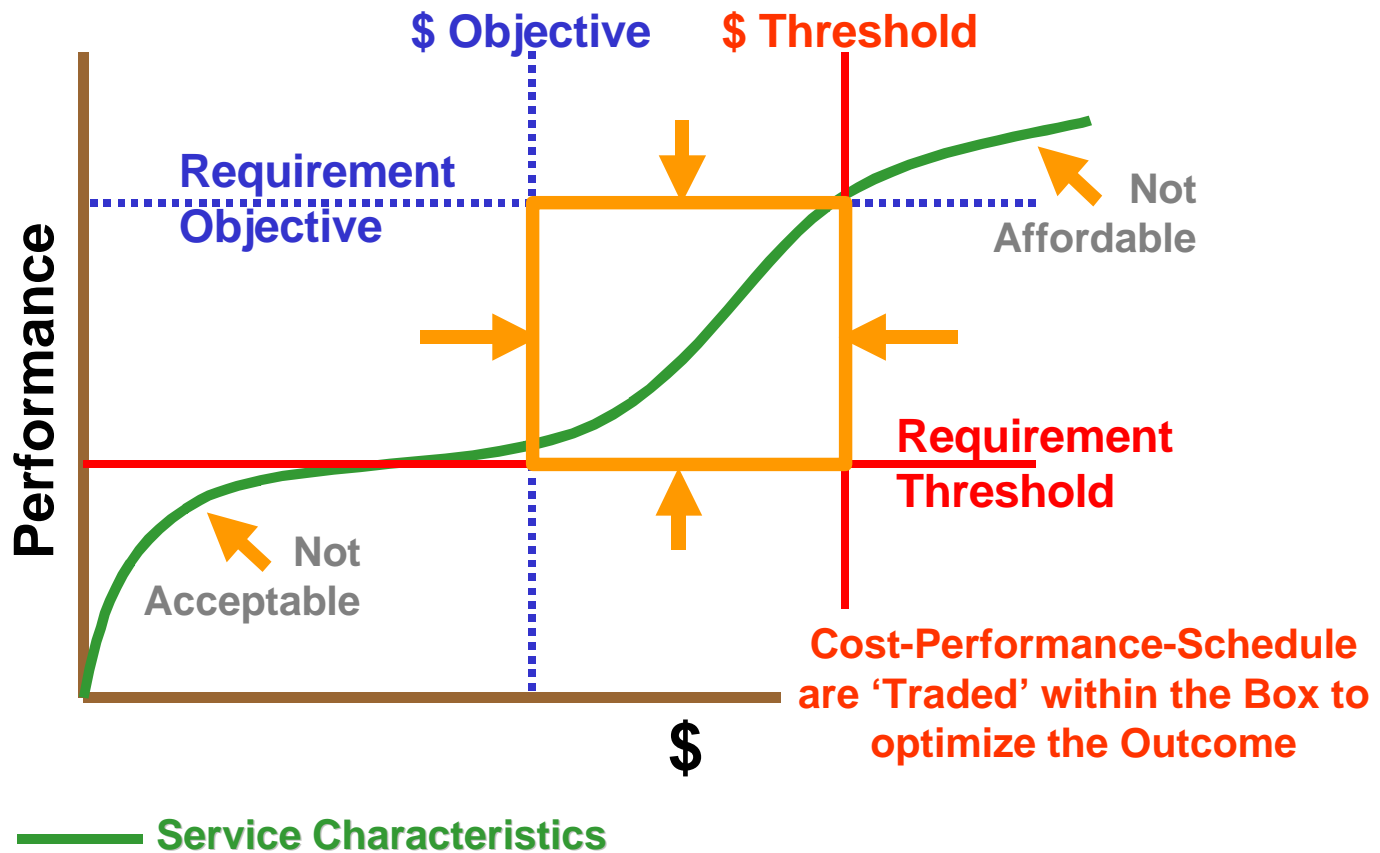 $ Objective
$ Threshold
Requirement
Objective
Not
Affordable
Performance
Requirement
Threshold
Not
Acceptable
Cost-Performance-Schedule
are ‘Traded’ within the Box to
optimize the Outcome
$
Service Characteristics